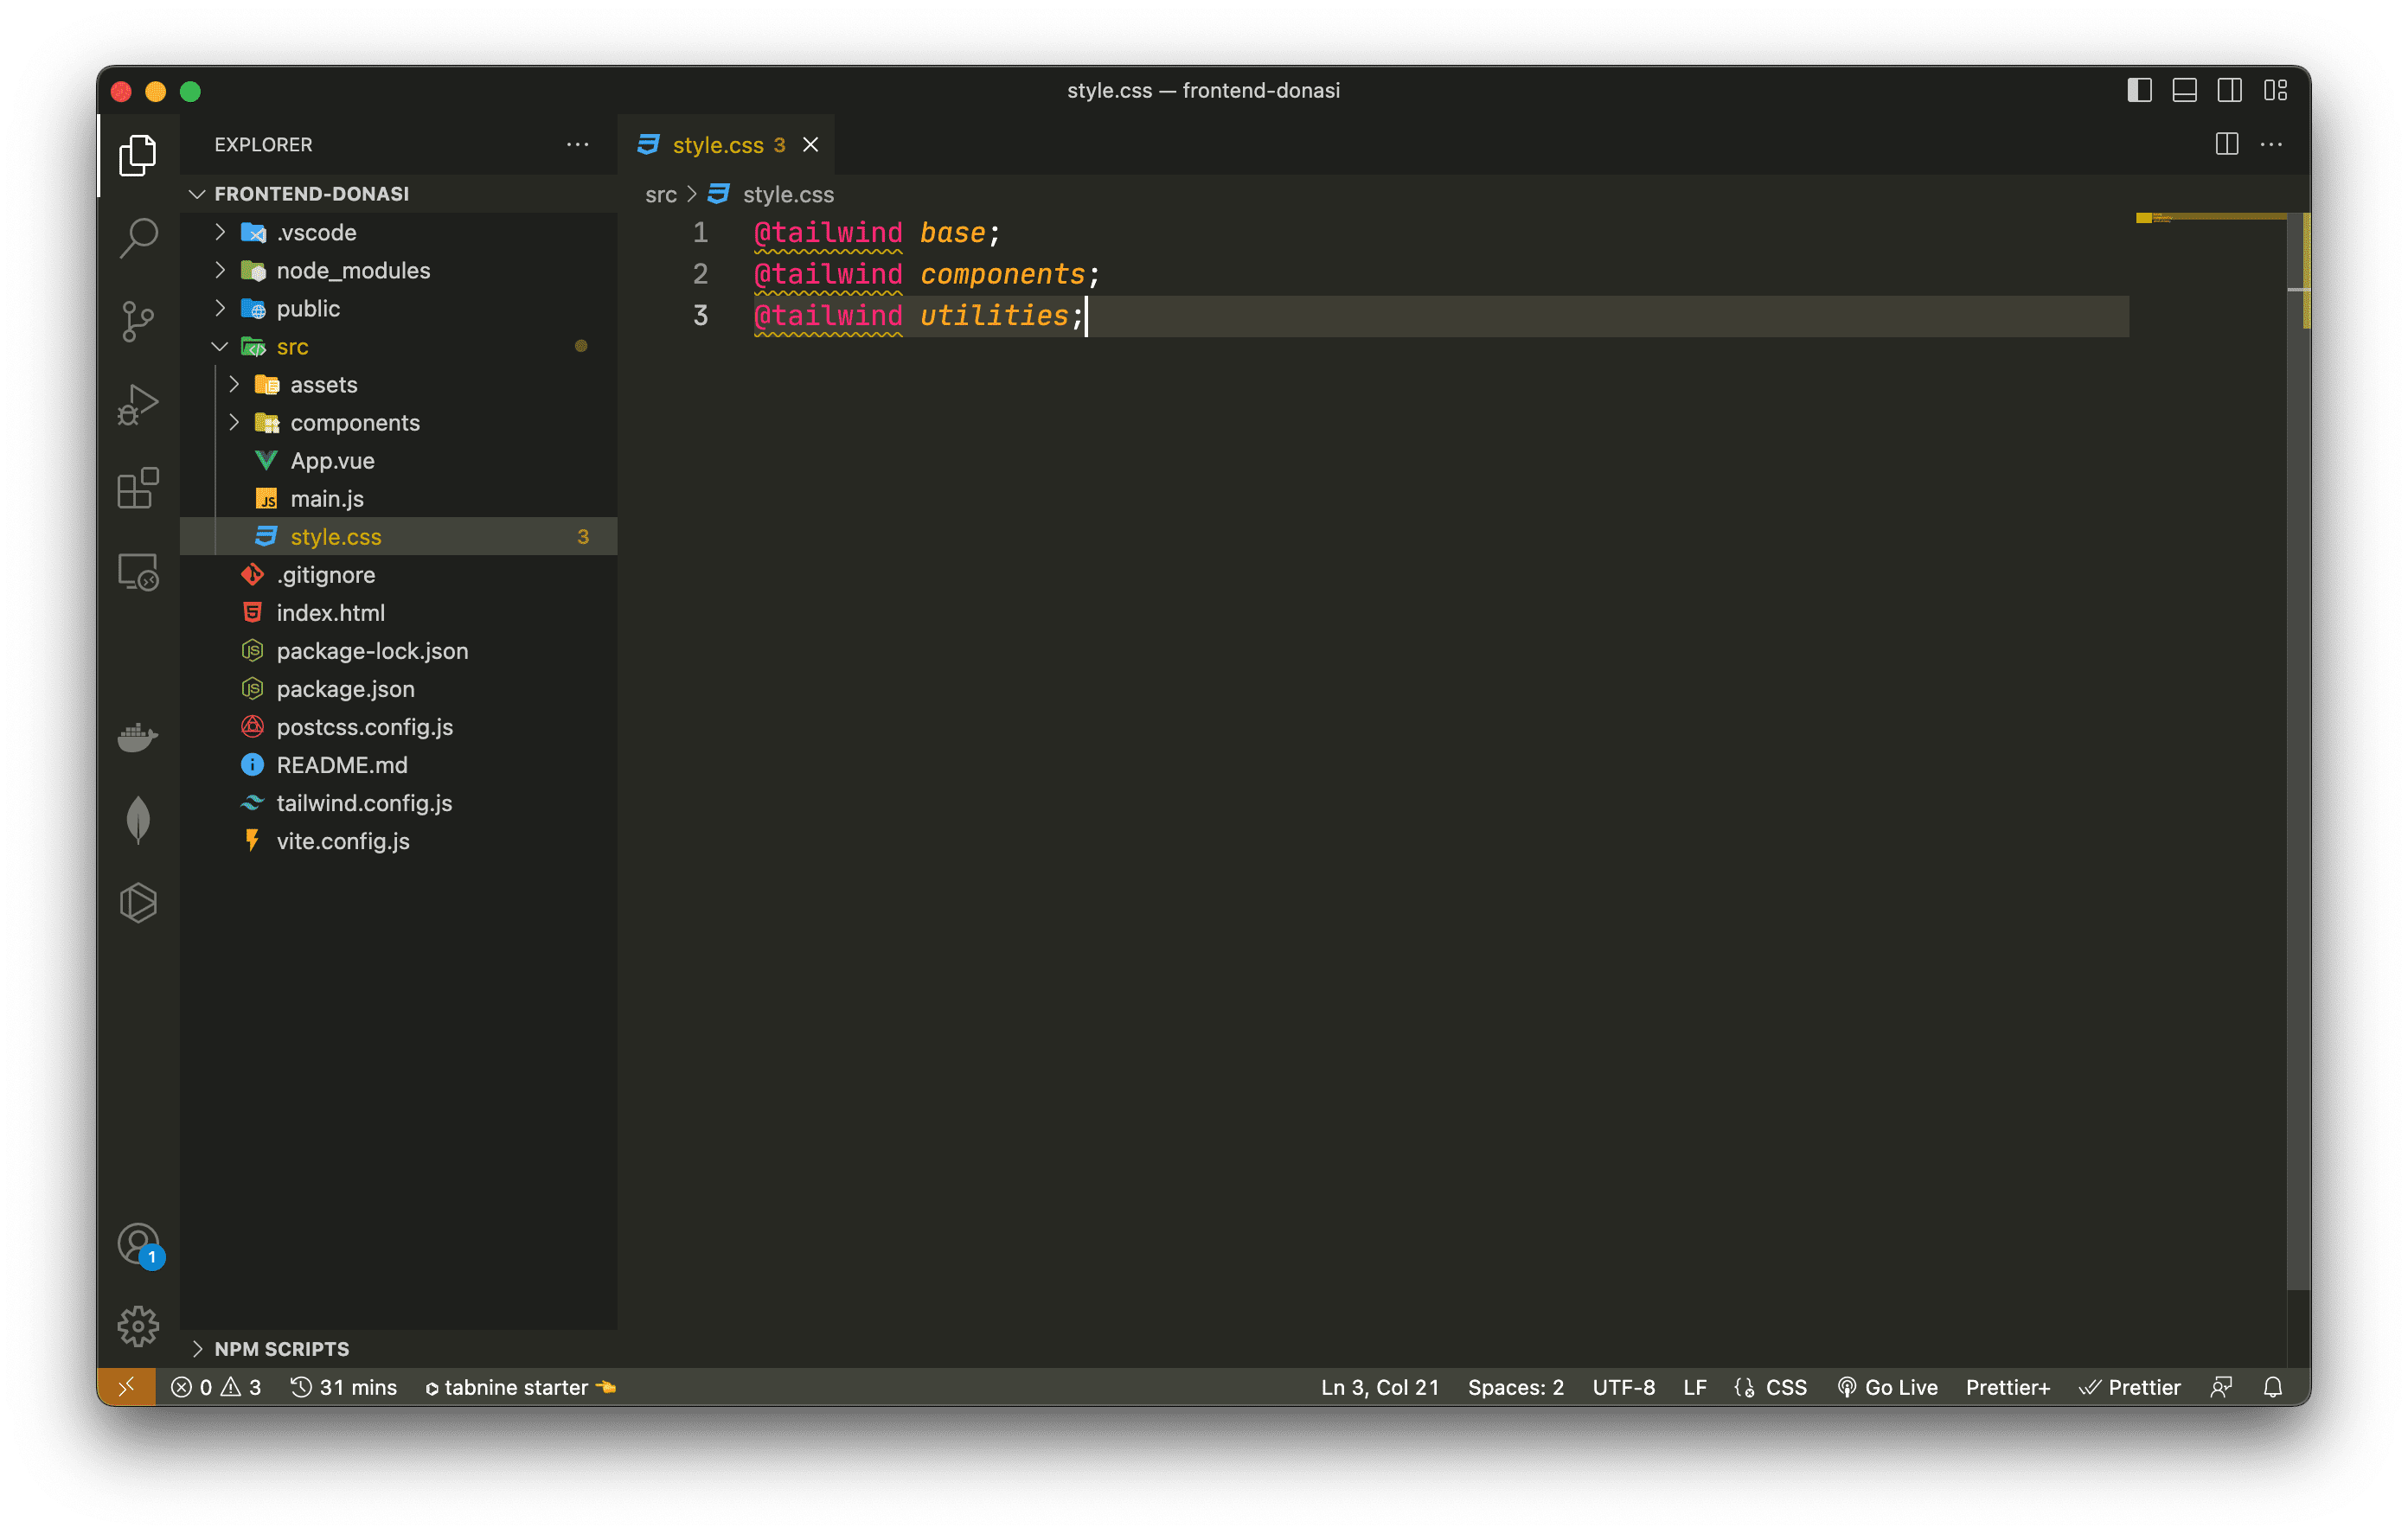 style.css — frontend-donasi
EXPLORER
style.css 3
FRONTEND-DONASI
src style.css
.vscode
node_modules
public
src
assets
components
App.vue
main.js
style.css 3
.gitignore
index.html
package-lock.json
package.json
postcss.config.js
README.md
tailwind.config.js
vite.config.js
1 @tailwind base;
2 @tailwind components;
3 @tailwind utilities;
1
NPM SCRIPTS
0 3 31 mins tabnine starter Ln 3, Col 21 Spaces: 2 UTF-8 LF CSS Go Live Prettier+ Prettier